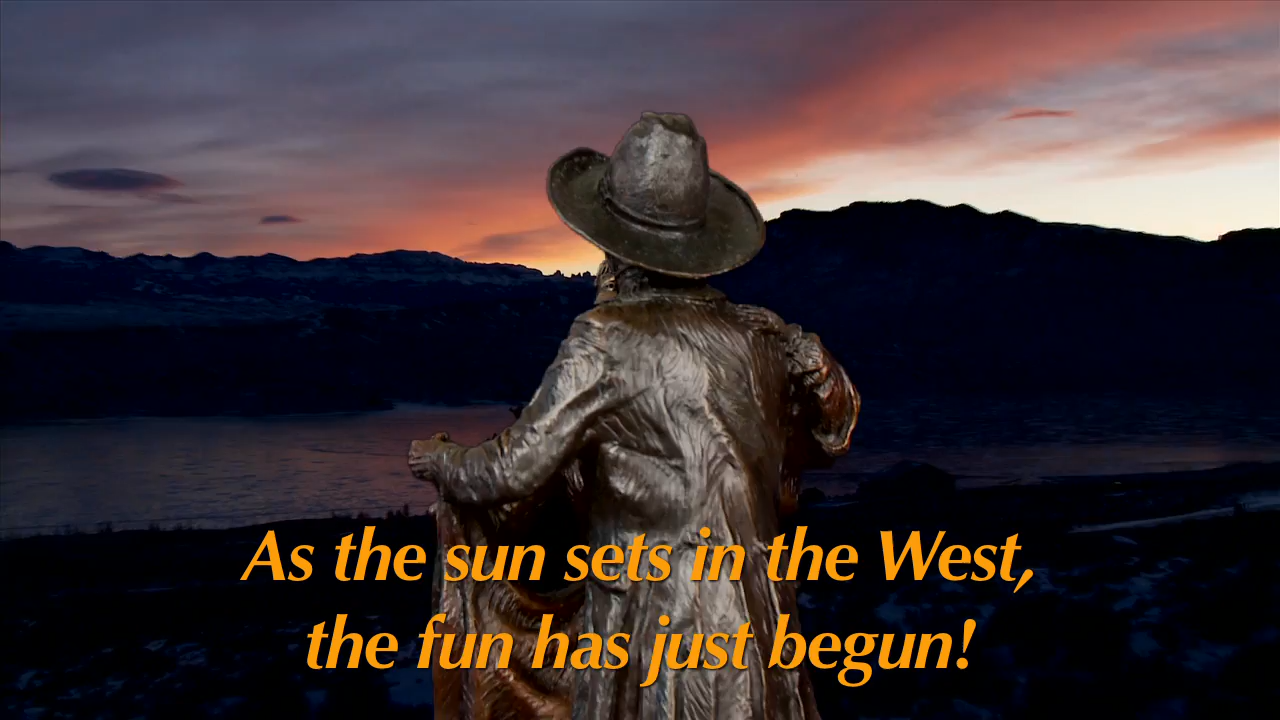 As the sun sets in the West,
the fun has just begun!